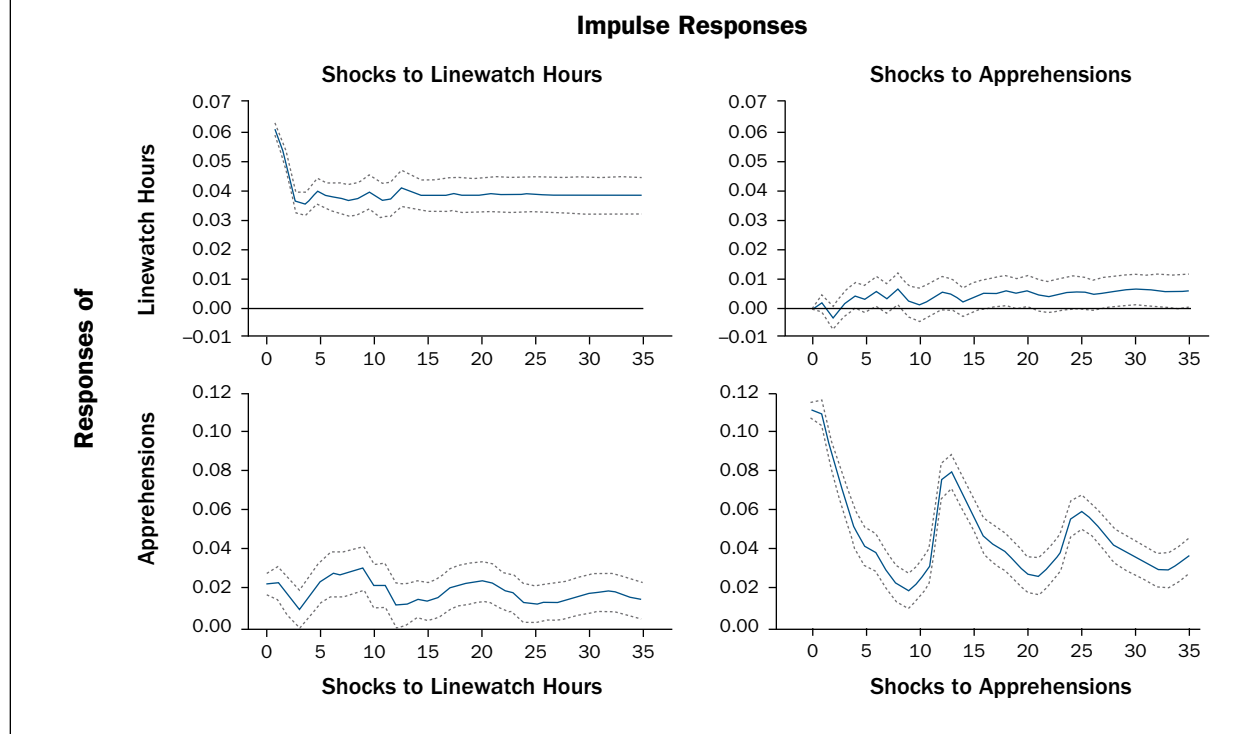 Impulse Responses
Shocks to Linewatch Hours
Shocks to Apprehensions
Responses of
Linewatch Hours
0.07
0.06
0.05
0.04
0.03
0.02
0.01
0.00
–0.01
0 5 10 15 20 25 30 35
0.07
0.06
0.05
0.04
0.03
0.02
0.01
0.00
–0.01
0 5 10 15 20 25 30 35
Apprehensions
0.12
0.10
0.08
0.06
0.04
0.02
0.00
0 5 10 15 20 25 30 35
0.12
0.10
0.08
0.06
0.04
0.02
0.00
0 5 10 15 20 25 30 35
Shocks to Linewatch Hours
Shocks to Apprehensions